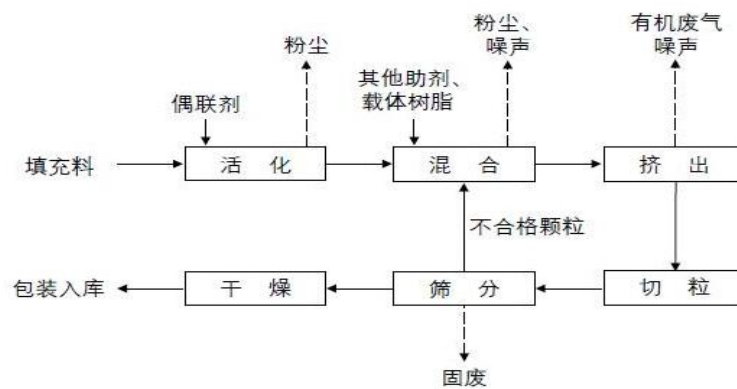 粉尘
粉尘、
噪声
有机废气
噪声
偶联剂
其他助剂、
载体树脂
填充料
活 化
混 合
挤 出
不合格颗粒
包装入库
干 燥
筛 分
切 粒
固废